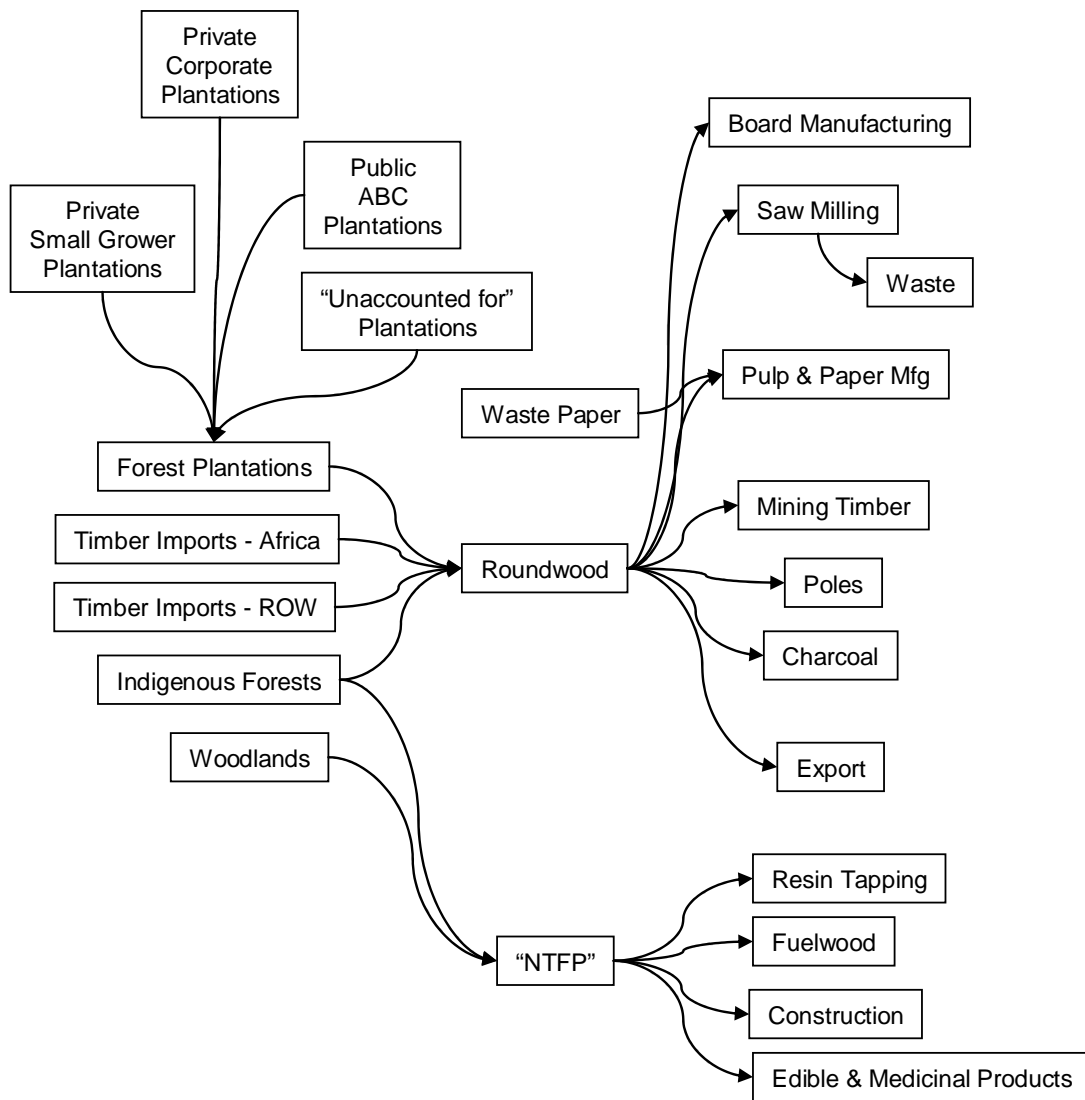 Private
Corporate
Plantations
Public
ABC
Plantations
Private
Small Grower
Plantations
“Unaccounted for”
Plantations
Forest Plantations
Timber Imports - Africa
Timber Imports - ROW
Indigenous Forests
Woodlands
Waste Paper
Roundwood
“NTFP”
Board Manufacturing
Saw Milling
Waste
Pulp & Paper Mfg
Mining Timber
Poles
Charcoal
Export
Resin Tapping
Fuelwood
Construction
Edible & Medicinal Products